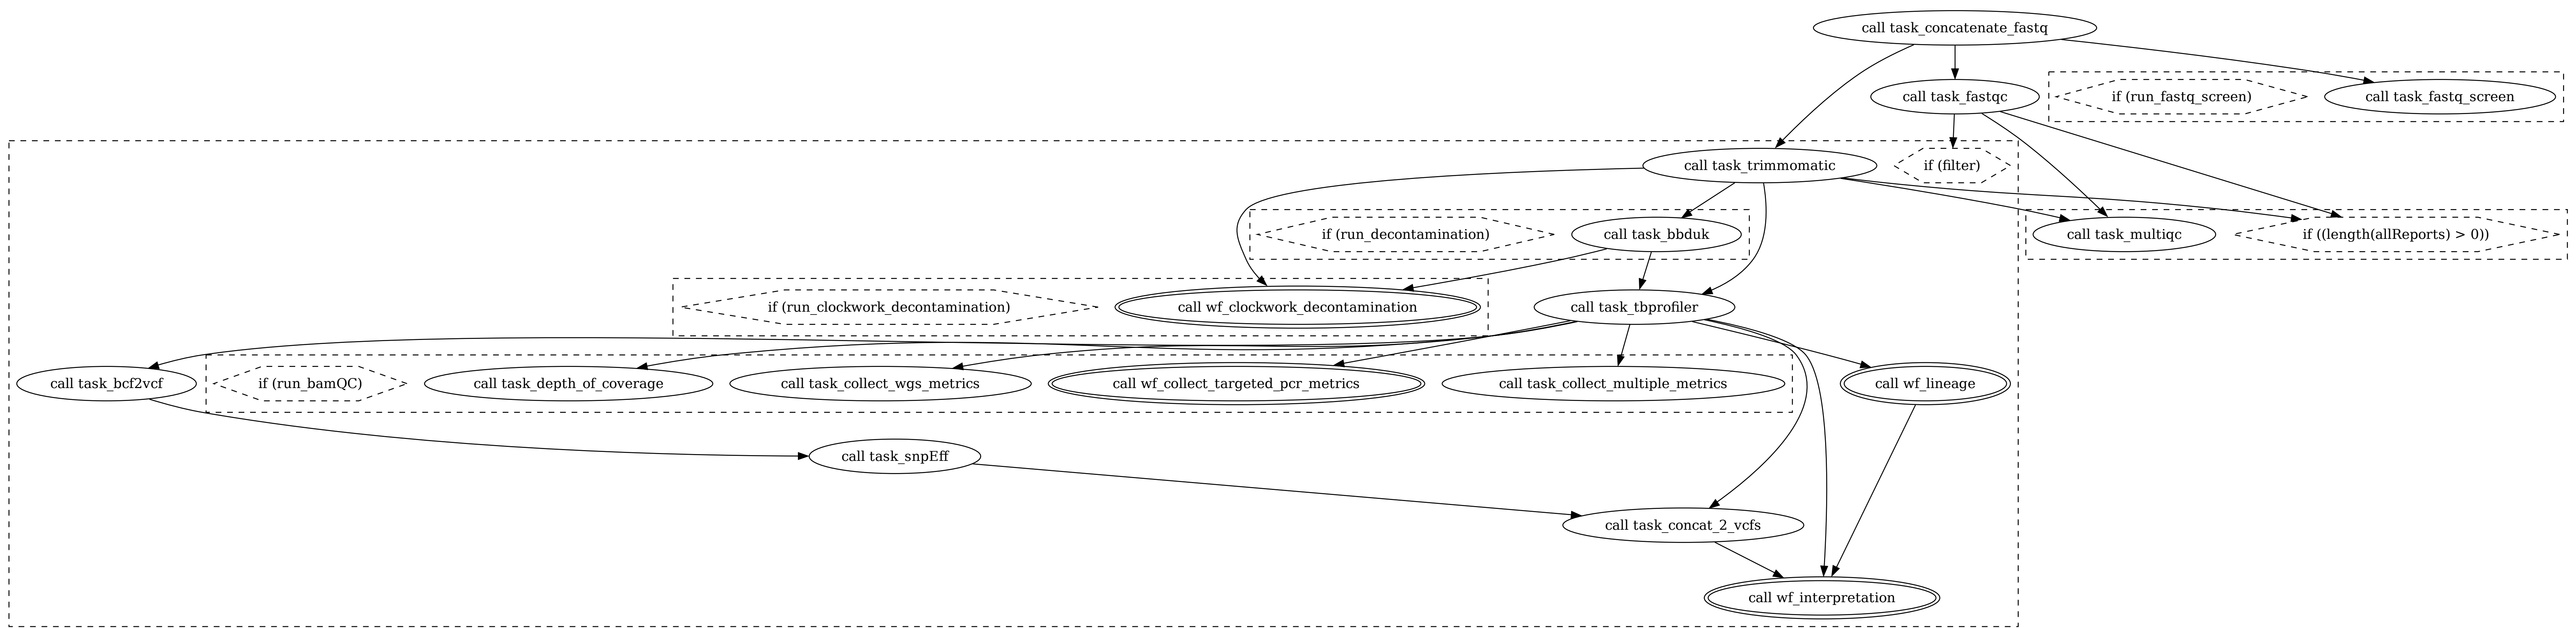 call task_concatenate_fastq
call task_fastqc
if (run_fastq_screen)
call task_fastq_screen
call task_trimmomatic
if (filter)
if (run_decontamination)
call task_bbduk
call task_multiqc
if ((length(allReports) > 0))
if (run_clockwork_decontamination)
call wf_clockwork_decontamination
call task_tbprofiler
call task_bcf2vcf
if (run_bamQC)
call task_depth_of_coverage
call task_collect_wgs_metrics
call wf_collect_targeted_pcr_metrics
call task_collect_multiple_metrics
call wf_lineage
call task_snpEff
call task_concat_2_vcfs
call wf_interpretation